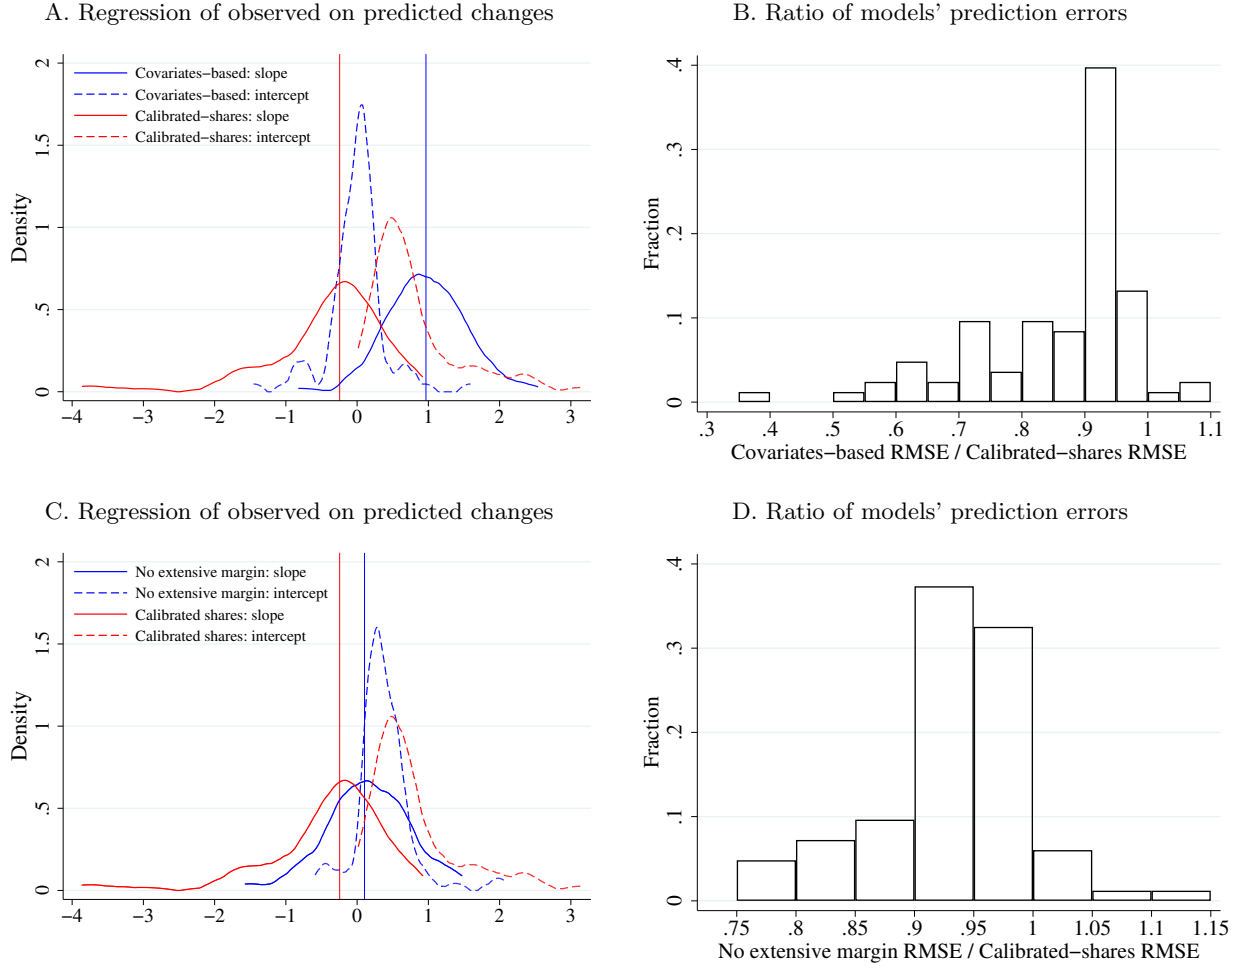 A. Regression of observed on predicted changes
Density
2
1.5
1
.5
0
Covariates−based: slope
Covariates−based: intercept
Calibrated−shares: slope
Calibrated−shares: intercept
−4 −3 −2 −1 0 1 2 3
B. Ratio of models' prediction errors
Fraction
.4
.3
.2
.1
0
.3 .4 .5 .6 .7 .8 .9 1 1.1
Covariates−based RMSE / Calibrated−shares RMSE
C. Regression of observed on predicted changes
Density
2
1.5
1
.5
0
No extensive margin: slope
No extensive margin: intercept
Calibrated shares: slope
Calibrated shares: intercept
−4 −3 −2 −1 0 1 2 3
D. Ratio of models' prediction errors
Fraction
.4
.3
.2
.1
0
.75 .8 .85 .9 .95 1 1.05 1.1 1.15
No extensive margin RMSE / Calibrated−shares RMSE